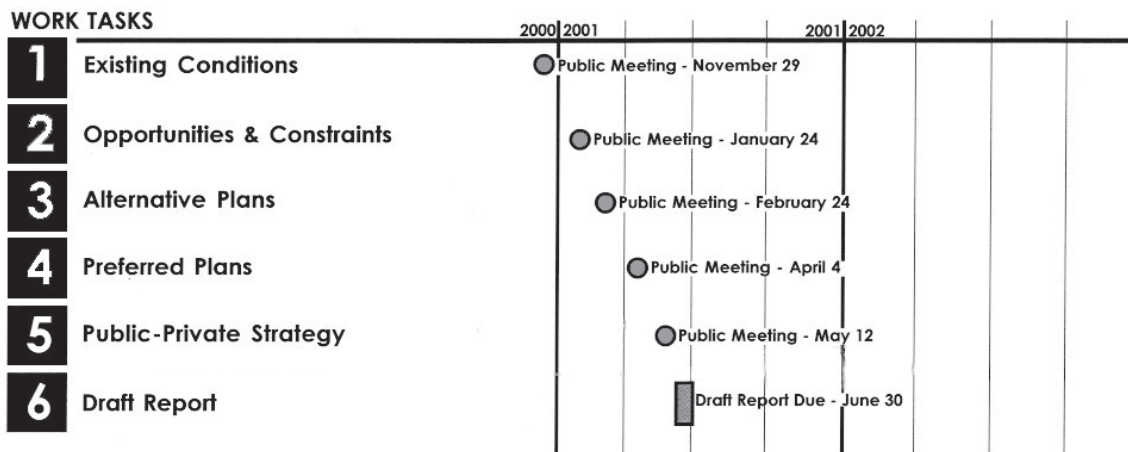 WORK TASKS
2000 2001 2001 2002
1 Existing Conditions Public Meeting - November 29
2 Opportunities & Constraints Public Meeting - January 24
3 Alternative Plans Public Meeting - February 24
4 Preferred Plans Public Meeting - April 4
5 Public-Private Strategy Public Meeting - May 12
6 Draft Report Draft Report Due - June 30